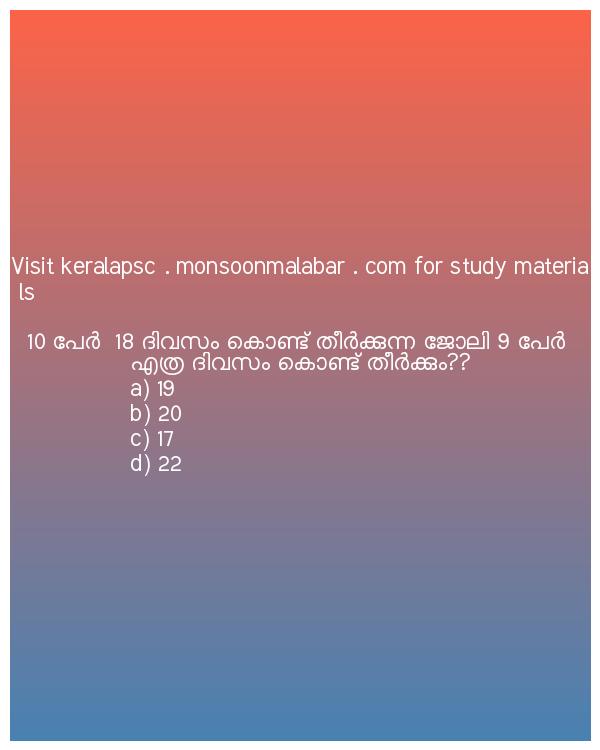 Visit keralapsc . monsoonmalabar . com for study materia
ls
10 പേർ 18 ദിവസം കൊണ്ട് തീർക്കുന്ന ജോലി 9 പേർ
എത്ര ദിവസം കൊണ്ട് തീർക്കും??
a) 19
b) 20
c) 17
d) 22